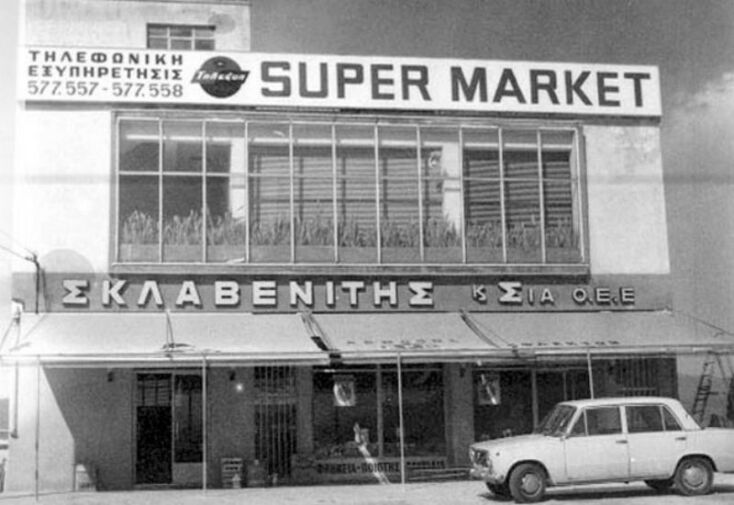 ΤΗΛΕΦΩΝΙΚΗ
ΕΞΥΠΗΡΕΤΗΣΙΣ
577.557-577.558
SUPER MARKET
ΣΚΛΑΒΕΝΙΤΗΣ Κ ΣΙΑ Ο.Ε.Ε